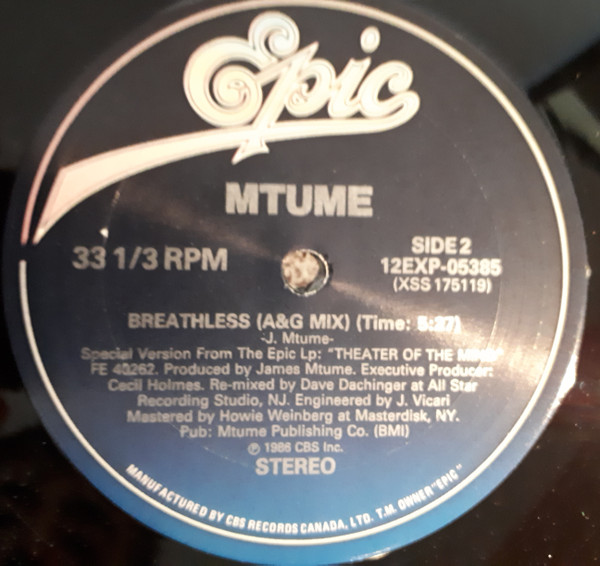 Epic
MTUME
33 1/3 RPM
SIDE 2
12EXP-05385
(XSS 175119)
BREATHLESS (A&G MIX) (Time: 5:27)
-J. Mtume-
Special Version From The Epic Lp: "THEATER OF THE MIND"
FE 40262. Produced by James Mtume. Executive Producer:
Cecil Holmes. Re-mixed by Dave Dachinger at All Star
Recording Studio, NJ. Engineered by J. Vicari
Mastered by Howie Weinberg at Masterdisk, NY.
Pub: Mtume Publishing Co. (BMI)
℗ 1986 CBS Inc.
STEREO
MANUFACTURED BY CBS RECORDS CANADA, LTD. T.M. OWNER "EPIC"